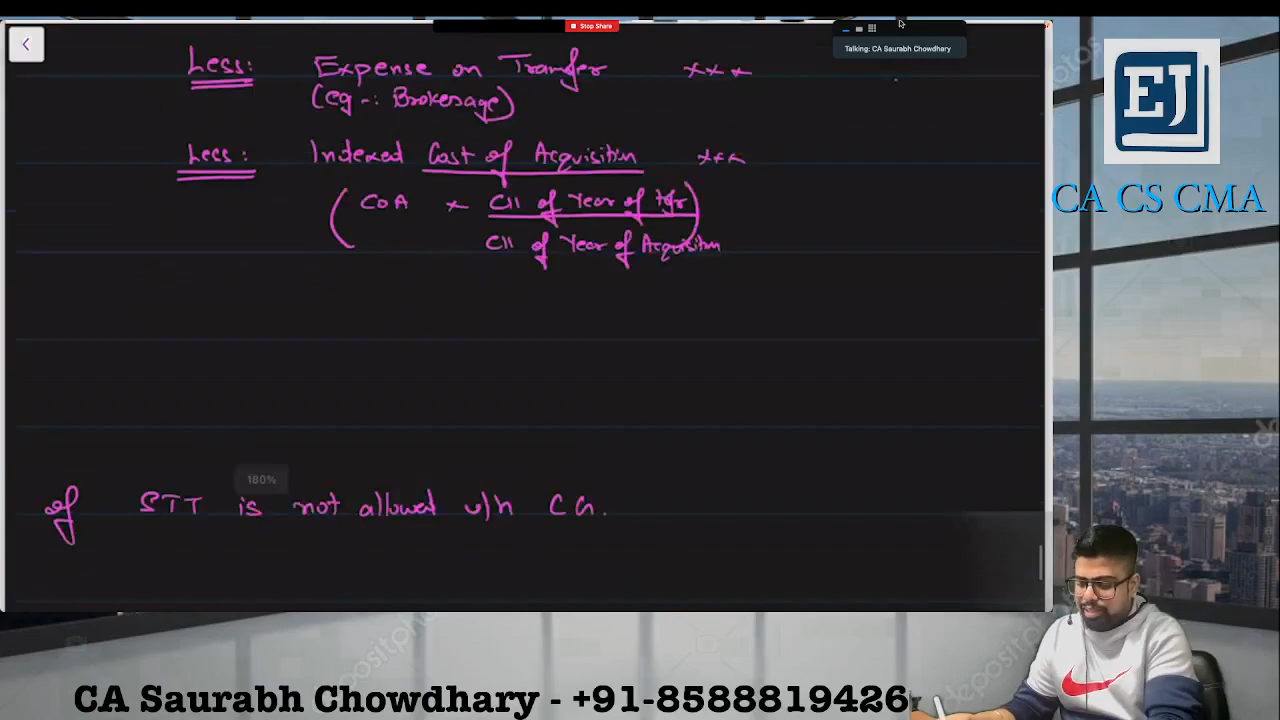 Stop Share
Talking: CA Saurabh Chowdhary
Less: Expense on Transfer ×××
(eg -: Brokerage)
Less: Indexed Cost of Acquisition ×××
(COA × CII of Year of tfr)
CII of Year of Acquisition
180%
of STT is not allowed u/h CG.
EJ
CA CS CMA
CA Saurabh Chowdhary - +91-8588819426